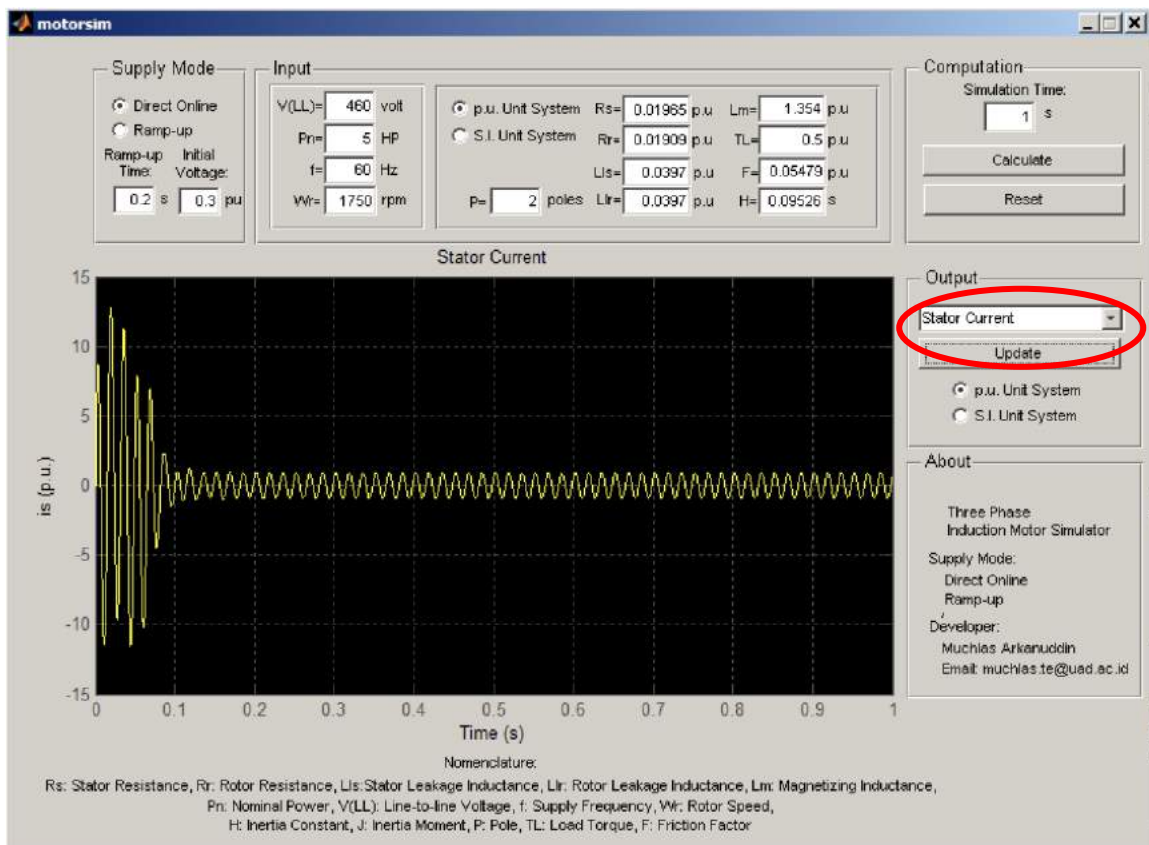 motorsim
Supply Mode
Direct Online
Ramp-up
Ramp-up Initial
Time: Voltage:
0.2 s 0.3 pu
Input
V(LL)= 460 volt
Pn= 5 HP
f= 60 Hz
Wr= 1750 rpm
p.u. Unit System Rs= 0.01965 p.u Lm= 1.354 p.u
S.I. Unit System Rr= 0.01909 p.u TL= 0.5 p.u
Lls= 0.0397 p.u F= 0.05479 p.u
P= 2 poles Llr= 0.0397 p.u H= 0.09526 s
Computation
Simulation Time:
1 s
Calculate
Reset
Stator Current
15
10
5
0
-5
-10
-15
is (p.u.)
0 0.1 0.2 0.3 0.4 0.5 0.6 0.7 0.8 0.9 1
Time (s)
Output
Stator Current
Update
p.u. Unit System
S.I. Unit System
About
Three Phase
Induction Motor Simulator
Supply Mode:
Direct Online
Ramp-up
Developer:
Muchlas Arkanuddin
Email: muchlas.te@uad.ac.id
Nomenclature:
Rs: Stator Resistance, Rr: Rotor Resistance, Lls:Stator Leakage Inductance, Llr: Rotor Leakage Inductance, Lm: Magnetizing Inductance,
Pn: Nominal Power, V(LL): Line-to-line Voltage, f: Supply Frequency, Wr: Rotor Speed,
H: Inertia Constant, J: Inertia Moment, P: Pole, TL: Load Torque, F: Friction Factor